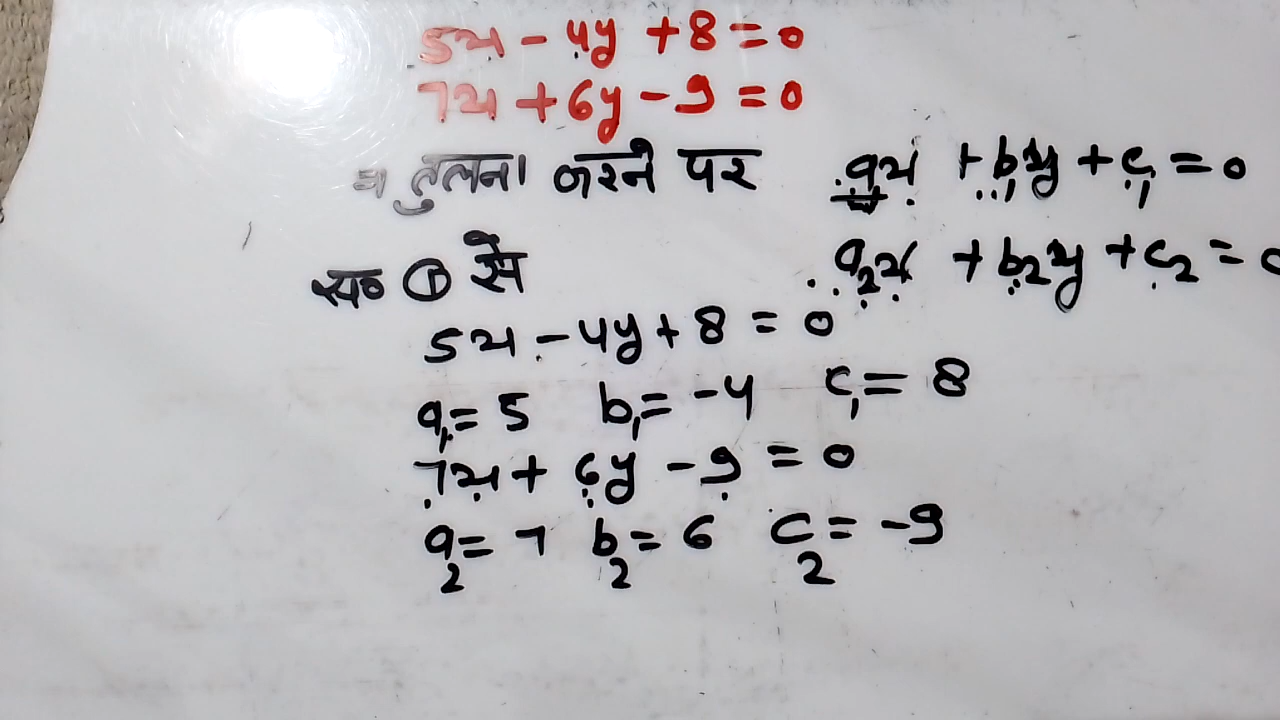 5x - 4y + 8 = 0
7x + 6y - 9 = 0
तुलना करने पर a₁x + b₁y + c₁ = 0
a₂x + b₂y + c₂ = 0
स० ① से
5x - 4y + 8 = 0
a₁ = 5 b₁ = -4 c₁ = 8
7x + 6y - 9 = 0
a₂ = 7 b₂ = 6 c₂ = -9